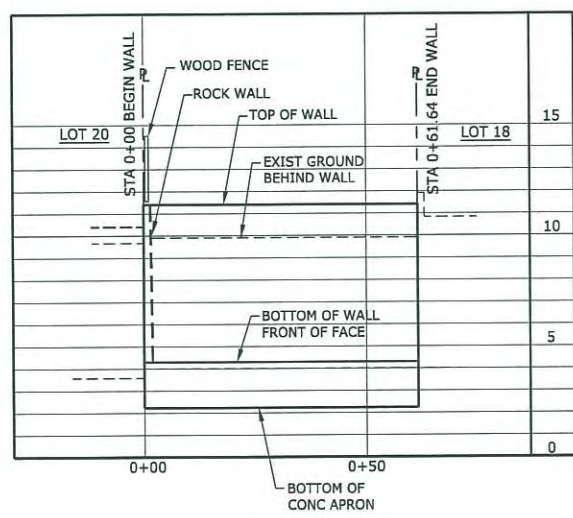 STA 0+00 BEGIN WALL
PL
WOOD FENCE
ROCK WALL
TOP OF WALL
PL
STA 0+61.64 END WALL
15
LOT 20
LOT 18
EXIST GROUND
BEHIND WALL
10
BOTTOM OF WALL
FRONT OF FACE
5
0
0+00
0+50
BOTTOM OF
CONC APRON